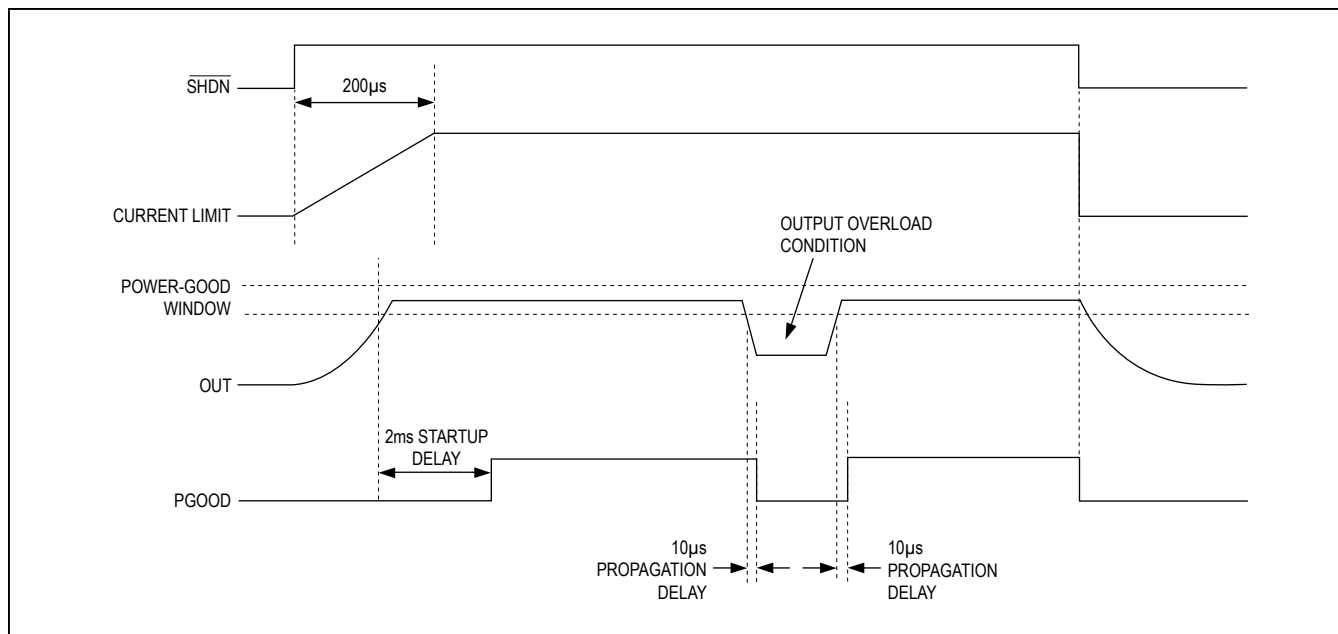 SHDN
200µs
CURRENT LIMIT
OUTPUT OVERLOAD
CONDITION
POWER-GOOD
WINDOW
OUT
2ms STARTUP
DELAY
PGOOD
10µs
PROPAGATION
DELAY
10µs
PROPAGATION
DELAY